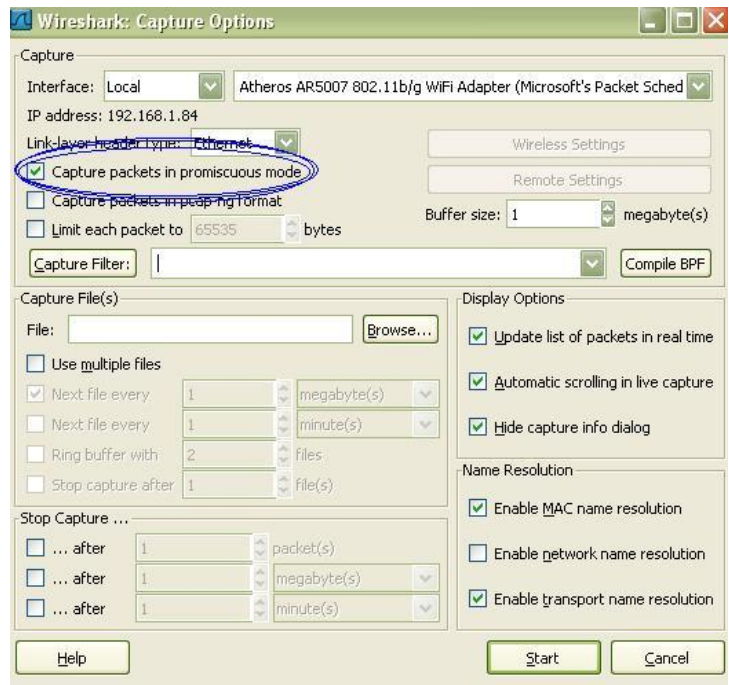 Wireshark: Capture Options
Capture
Interface: Local Atheros AR5007 802.11b/g WiFi Adapter (Microsoft's Packet Sched
IP address: 192.168.1.84
Link-layer header type: Ethernet Wireless Settings
Capture packets in promiscuous mode Remote Settings
Capture packets in pcap-ng format Buffer size: 1 megabyte(s)
Limit each packet to 65535 bytes
Capture Filter: Compile BPF
Capture File(s)
File: Browse...
Use multiple files
Next file every 1 megabyte(s)
Next file every 1 minute(s)
Ring buffer with 2 files
Stop capture after 1 file(s)
Display Options
Update list of packets in real time
Automatic scrolling in live capture
Hide capture info dialog
Stop Capture ...
... after 1 packet(s)
... after 1 megabyte(s)
... after 1 minute(s)
Name Resolution
Enable MAC name resolution
Enable network name resolution
Enable transport name resolution
Help Start Cancel